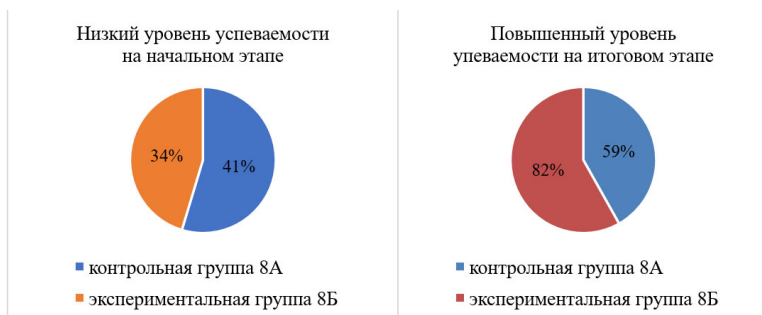 Низкий уровень успеваемости
на начальном этапе
34%
41%
контрольная группа 8А
экспериментальная группа 8Б
Повышенный уровень
упеваемости на итоговом этапе
59%
82%
контрольная группа 8А
экспериментальная группа 8Б